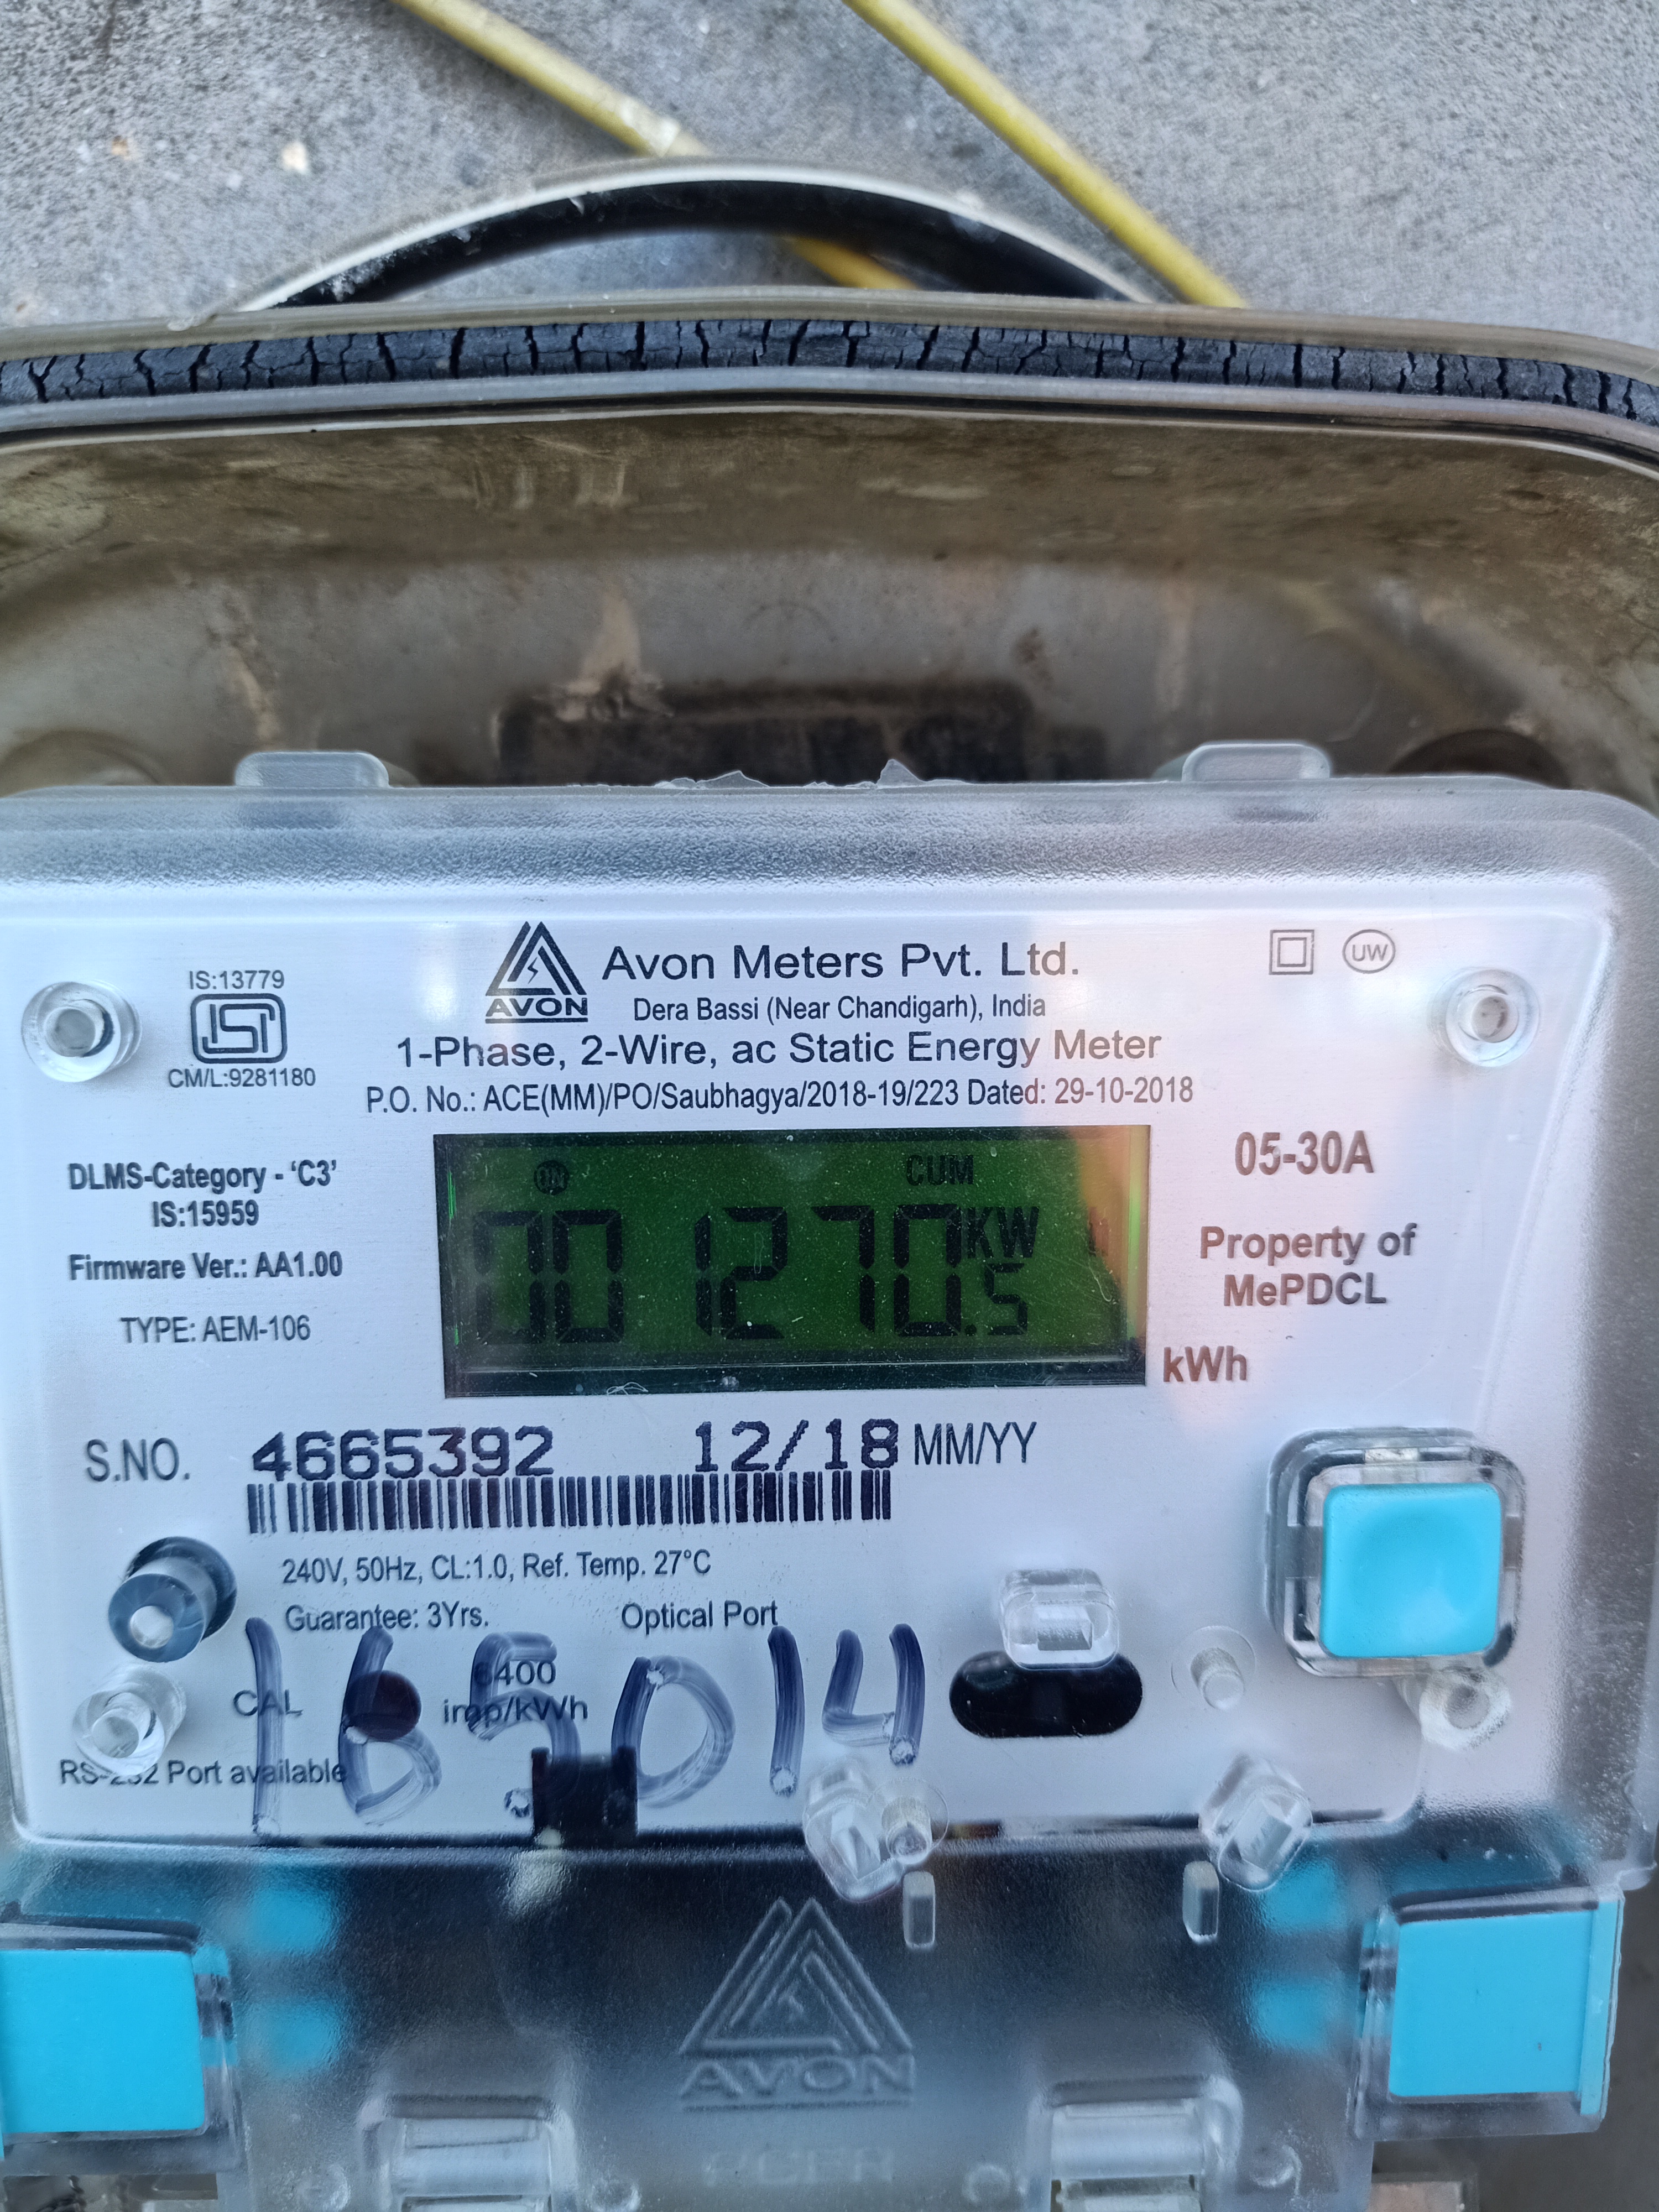 IS:13779
CM/L:9281180
AVON
Avon Meters Pvt. Ltd.
Dera Bassi (Near Chandigarh), India
1-Phase, 2-Wire, ac Static Energy Meter
P.O. No.: ACE(MM)/PO/Saubhagya/2018-19/223 Dated: 29-10-2018
UW
DLMS-Category - ‘C3’
IS:15959
Firmware Ver.: AA1.00
TYPE: AEM-106
CUM
001270.5 KW
05-30A
Property of
MePDCL
kWh
S.NO. 4665392 12/18 MM/YY
240V, 50Hz, CL:1.0, Ref. Temp. 27°C
Guarantee: 3Yrs. Optical Port
CAL 6400
imp/kWh
165014
RS-232 Port available
AVON